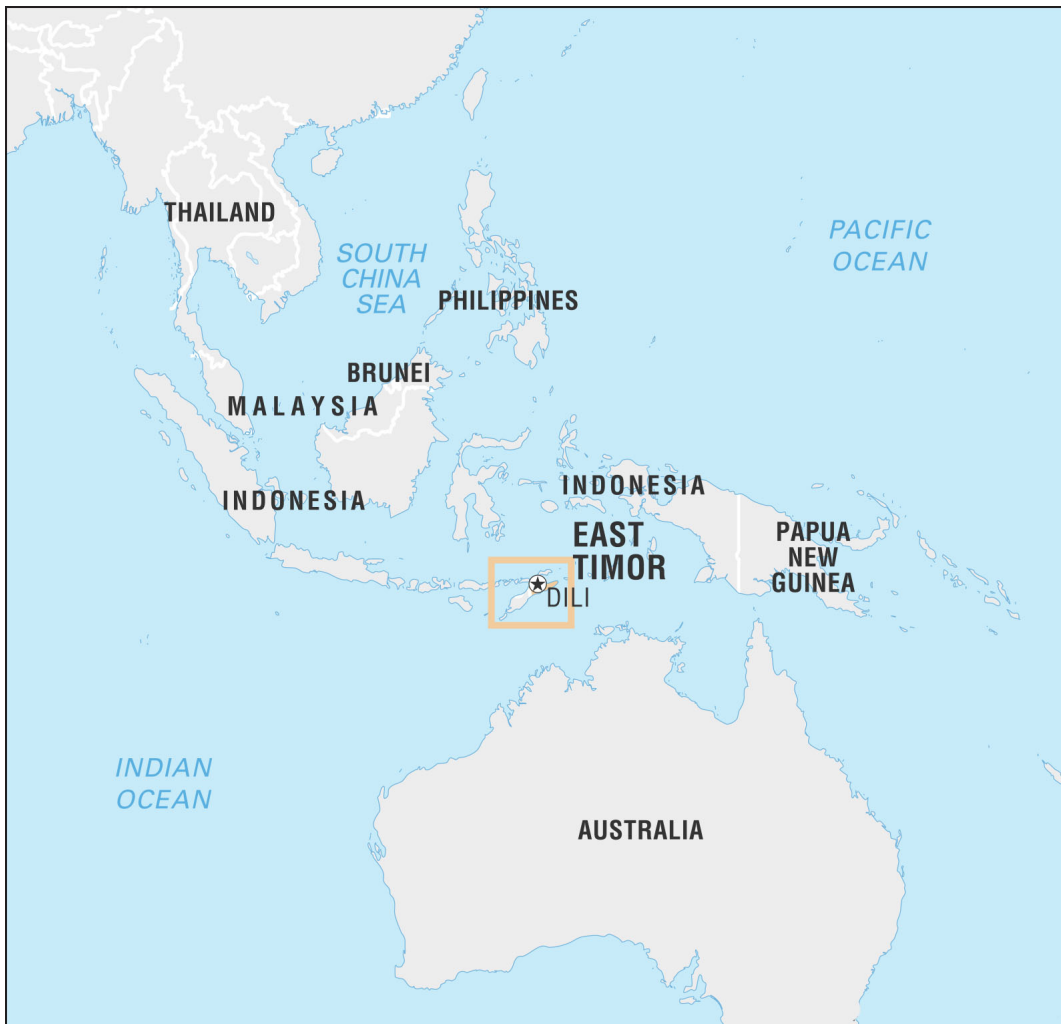 THAILAND
SOUTH
CHINA
SEA
PACIFIC
OCEAN
PHILIPPINES
BRUNEI
MALAYSIA
INDONESIA
INDONESIA
EAST
TIMOR
PAPUA
NEW
GUINEA
DILI
INDIAN
OCEAN
AUSTRALIA